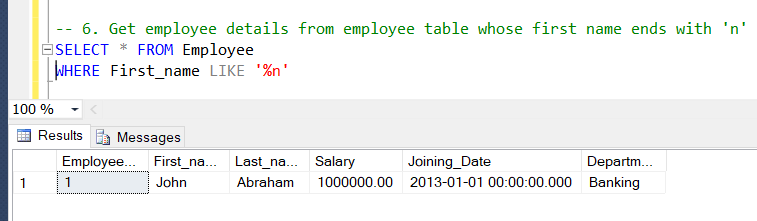 -- 6. Get employee details from employee table whose first name ends with 'n'
SELECT * FROM Employee
WHERE First_name LIKE '%n'
100 %
Results Messages
Employee... First_na... Last_na... Salary Joining_Date Departm...
1 1 John Abraham 1000000.00 2013-01-01 00:00:00.000 Banking